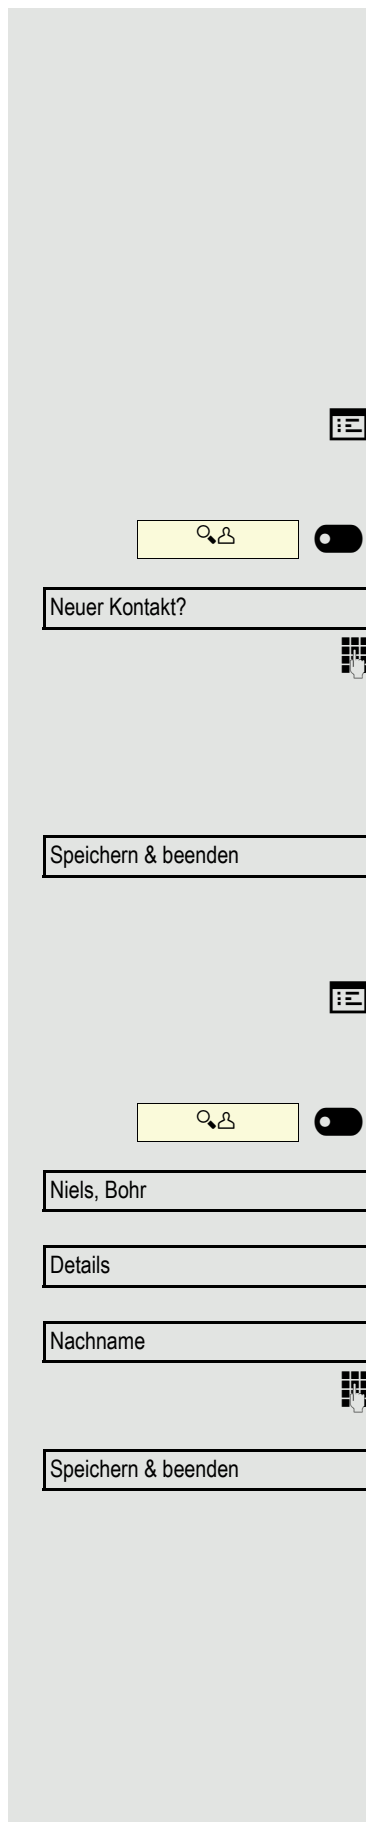 Neuer Kontakt?
Speichern & beenden
Niels, Bohr
Details
Nachname
Speichern & beenden